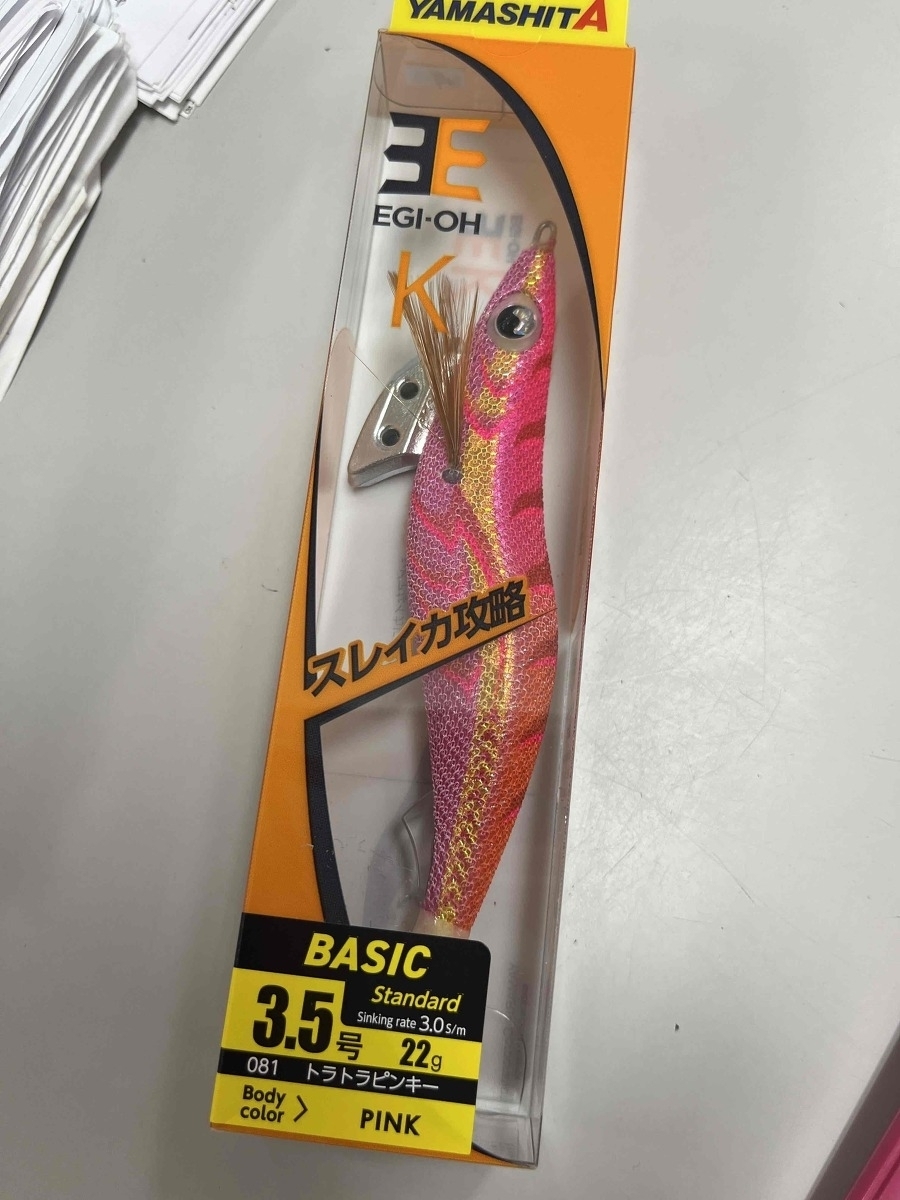 YAMASHITA
EGI-OH
K
スレイカ攻略
BASIC
Standard
Sinking rate 3.0 s/m
3.5号
22g
081 トラトラピンキー
Body color > PINK